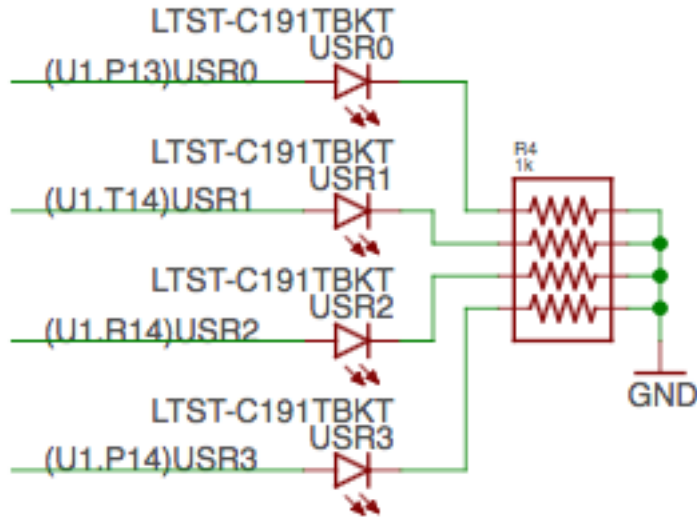 LTST-C191TBKT
USR0
(U1.P13)USR0
LTST-C191TBKT
USR1
(U1.T14)USR1
R4
1k
LTST-C191TBKT
USR2
(U1.R14)USR2
GND
LTST-C191TBKT
USR3
(U1.P14)USR3